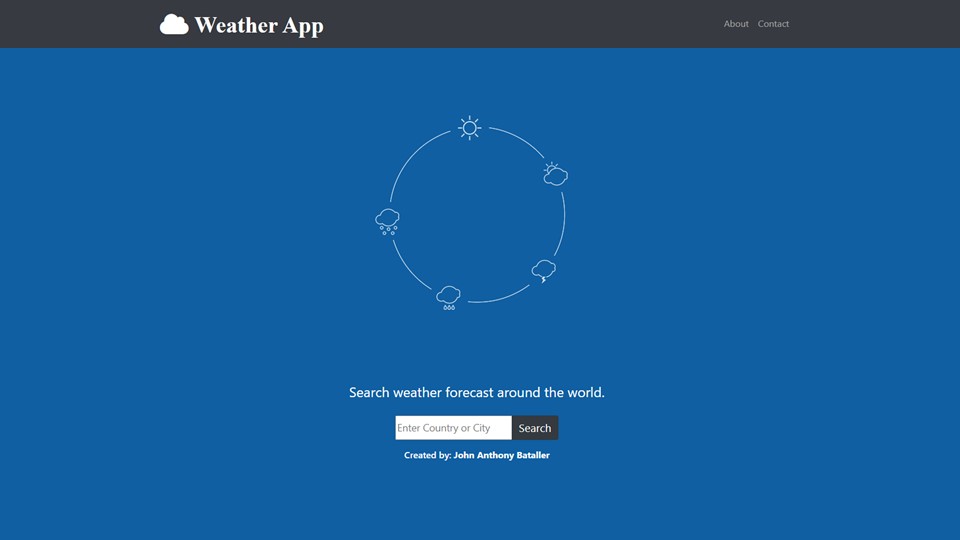 Weather App
About
Contact
Search weather forecast around the world.
Enter Country or City
Search
Created by: John Anthony Bataller